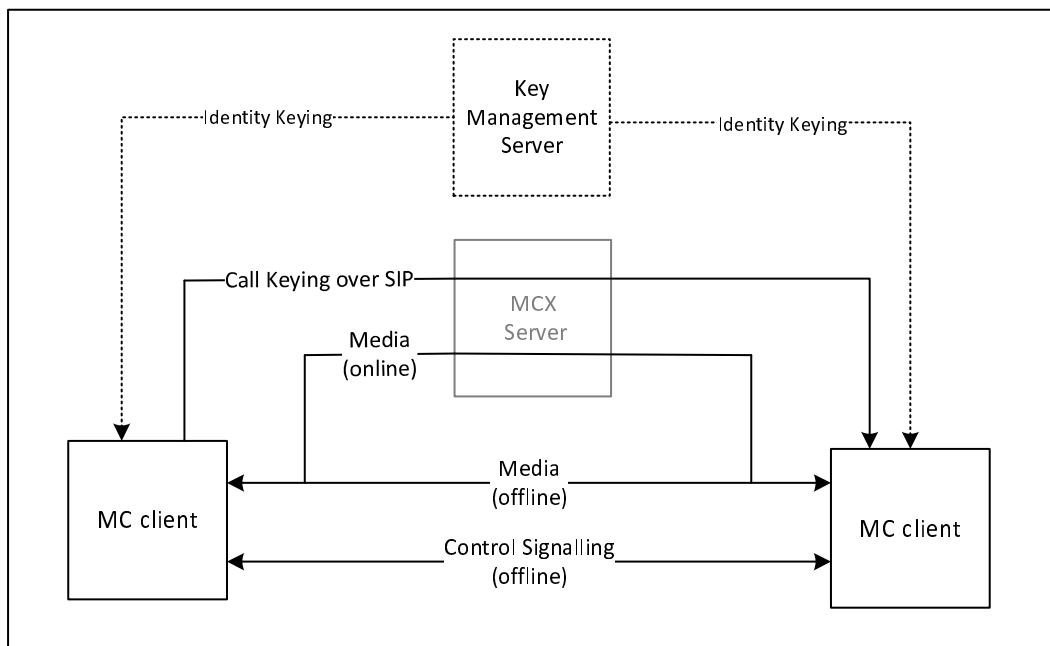 Key
Management
Server
Identity Keying
Identity Keying
Call Keying over SIP
MCX
Server
Media
(online)
Media
(offline)
MC client
MC client
Control Signalling
(offline)